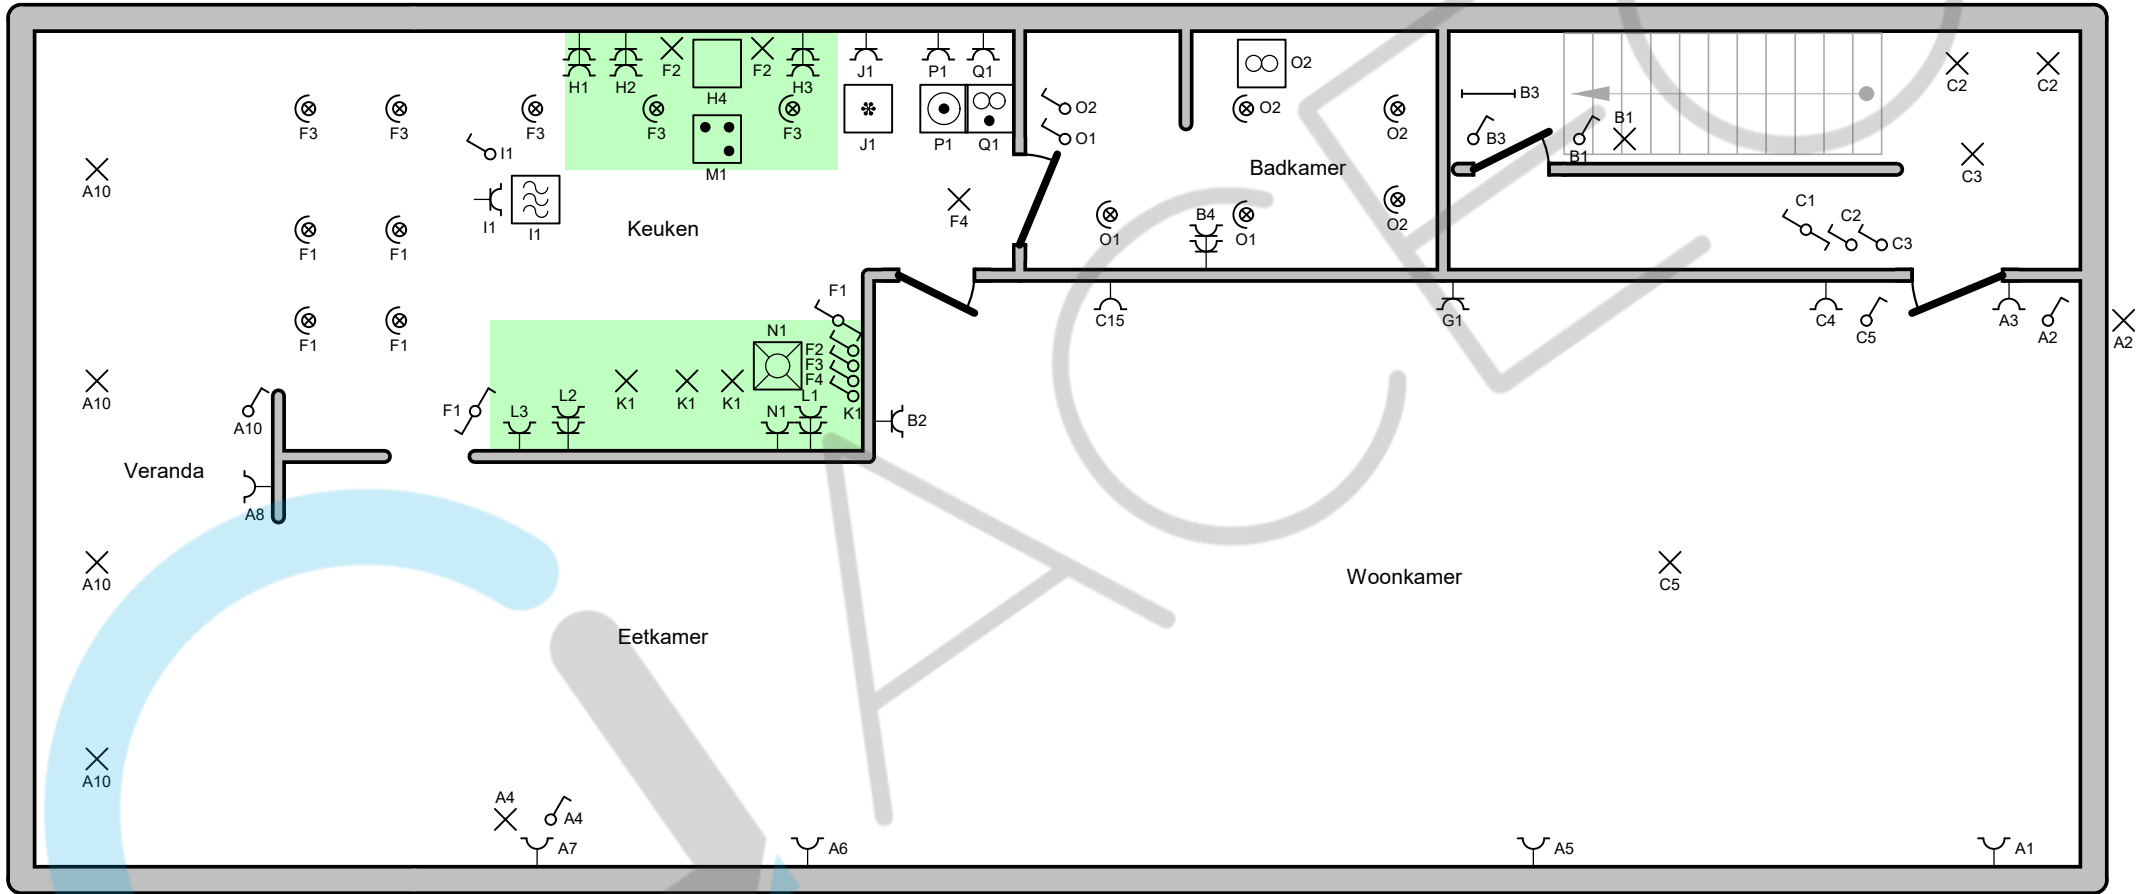 H1 H2 F2 H4 F2 H3 J1 P1 Q1
F3 F3 F3 F3 F3 J1 P1 Q1
M1
I1
I1 I1
A10
Keuken
F4
F1 F1
F1 F1
O2
O1
O2
O2
O2
Badkamer
O2
O1 B4 O1
B3
B3
B1
B1
C2 C2
C3
C1 C2 C3
F1
N1
F2
F3
F4
K1
K1 K1 K1
L3 L2 N1 L1
F1
B2
C15
G1
C4 C5
A3 A2
A2
A10
A10
Veranda
A8
A10
Eetkamer
Woonkamer
C5
A10
A4
A4
A7
A6
A5
A1
CACEO